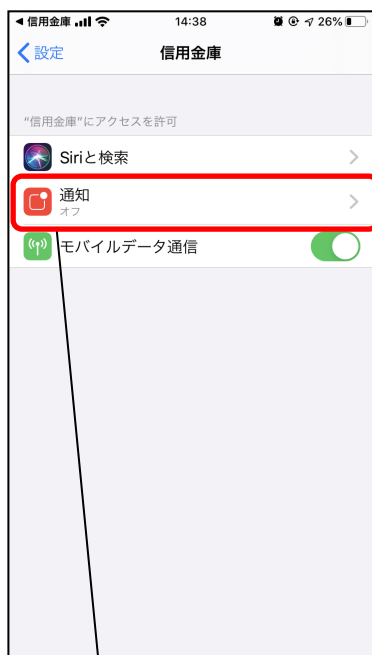 ◀信用金庫 14:38 26%
設定 信用金庫
"信用金庫"にアクセスを許可
Siriと検索
通知
オフ
モバイルデータ通信